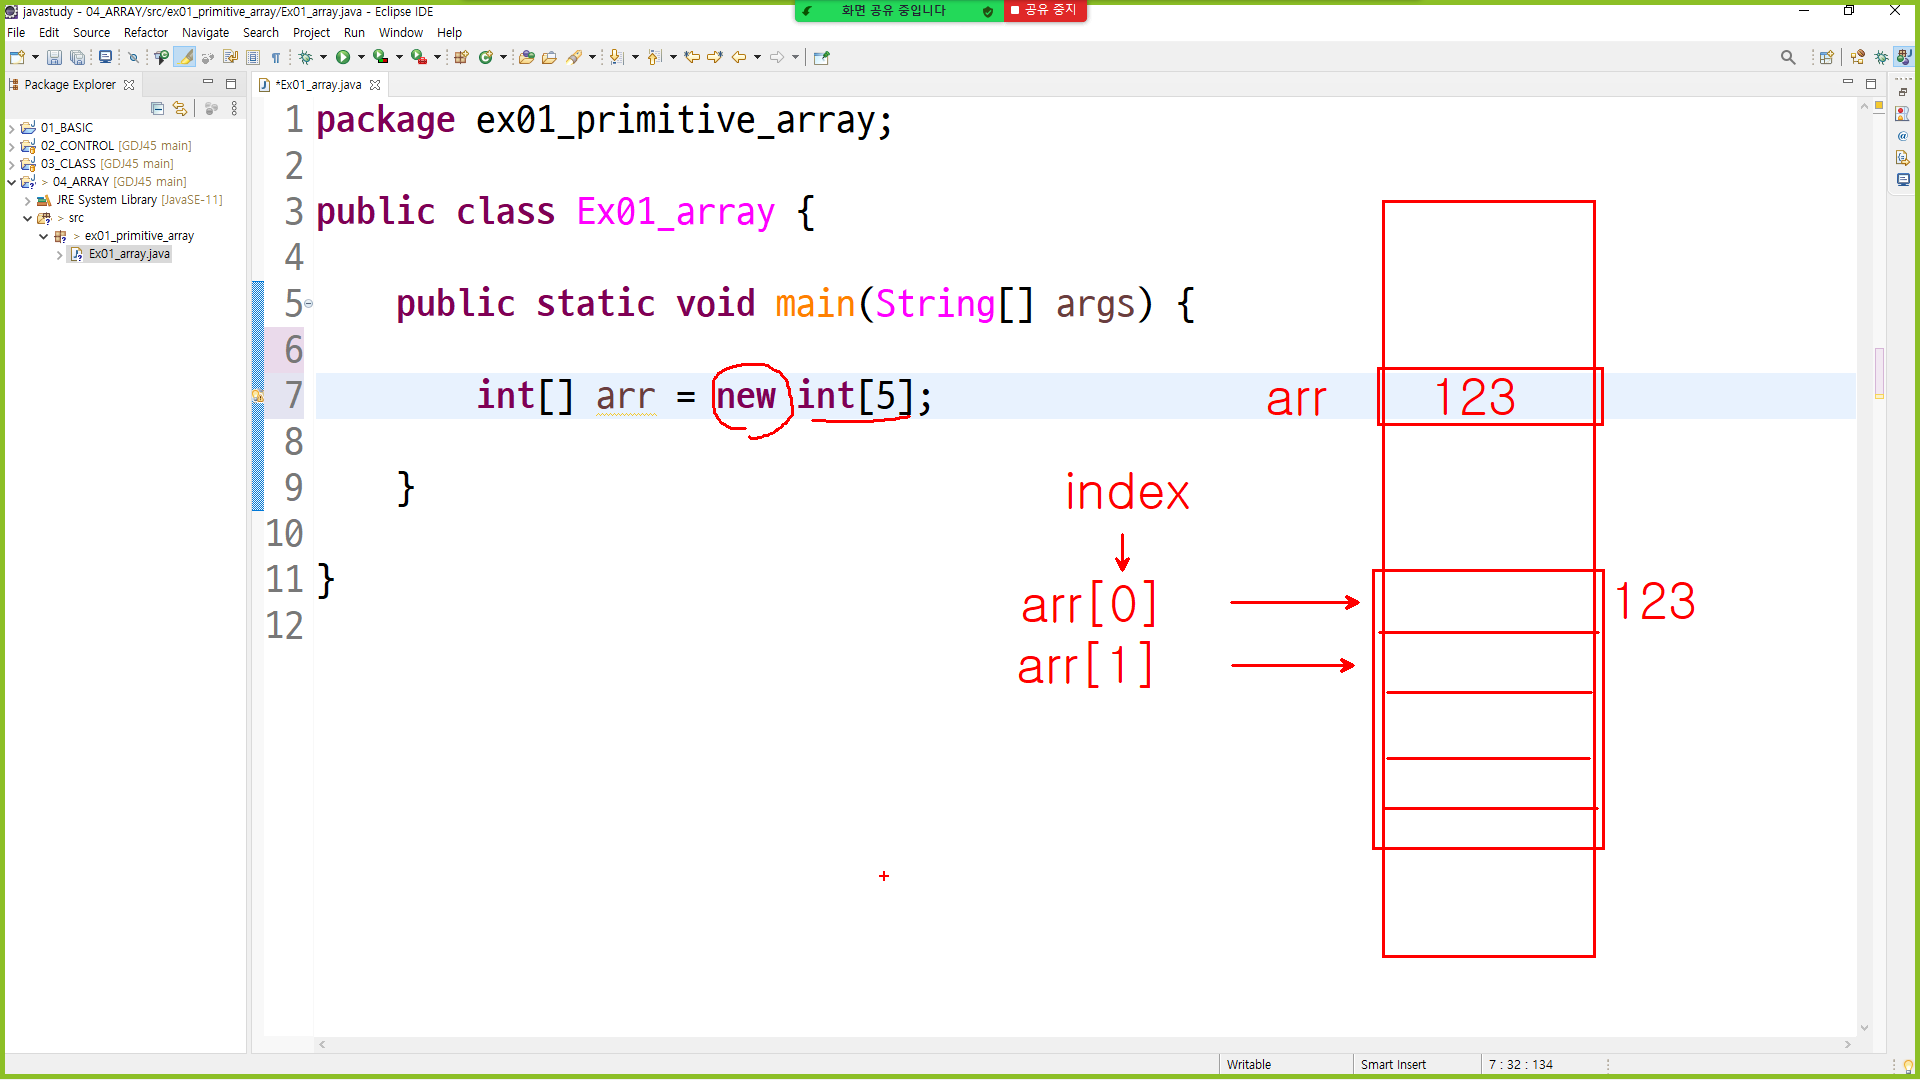 javastudy - 04_ARRAY/src/ex01_primitive_array/Ex01_array.java - Eclipse IDE
화면 공유 중입니다
공유 중지
File Edit Source Refactor Navigate Search Project Run Window Help
Package Explorer
*Ex01_array.java
01_BASIC
02_CONTROL [GDJ45 main]
03_CLASS [GDJ45 main]
> 04_ARRAY [GDJ45 main]
JRE System Library [JavaSE-11]
> src
> ex01_primitive_array
Ex01_array.java
1 package ex01_primitive_array;
2
3 public class Ex01_array {
4
5 public static void main(String[] args) {
6
7 int[] arr = new int[5];
8
9 }
10
11 }
12
arr 123
index
arr[0] 123
arr[1]
Writable Smart Insert 7 : 32 : 134